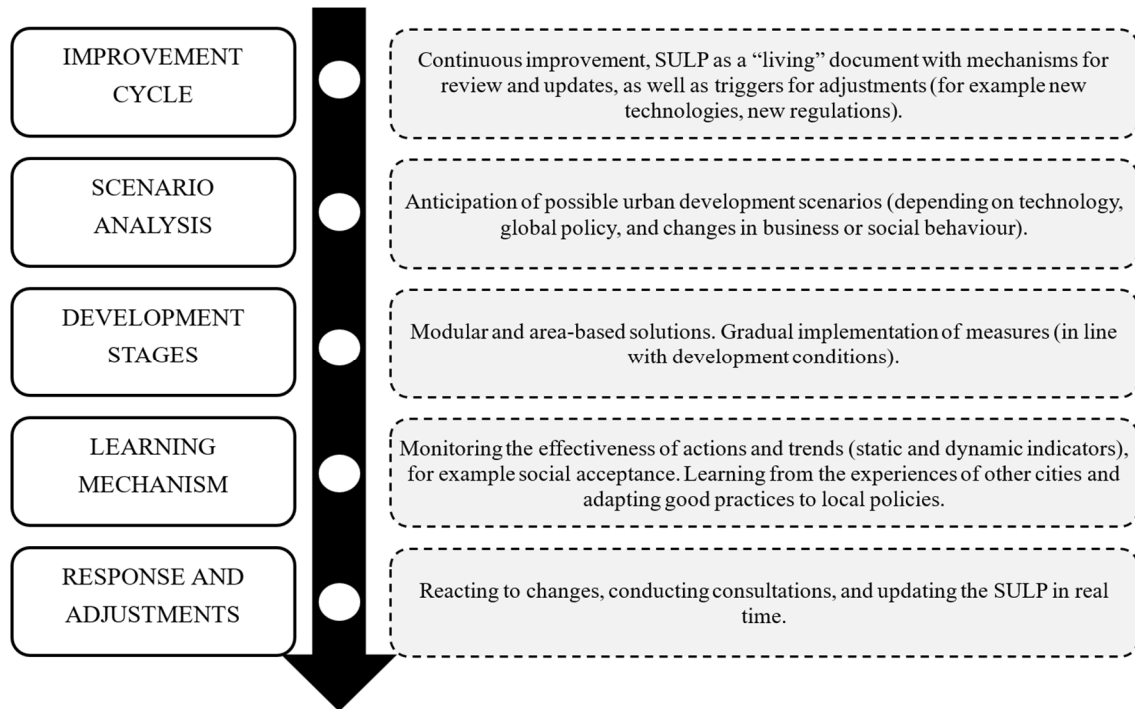 IMPROVEMENT
CYCLE
Continuous improvement, SULP as a “living” document with mechanisms for
review and updates, as well as triggers for adjustments (for example new
technologies, new regulations).
SCENARIO
ANALYSIS
Anticipation of possible urban development scenarios (depending on technology,
global policy, and changes in business or social behaviour).
DEVELOPMENT
STAGES
Modular and area-based solutions. Gradual implementation of measures (in line
with development conditions).
LEARNING
MECHANISM
Monitoring the effectiveness of actions and trends (static and dynamic indicators),
for example social acceptance. Learning from the experiences of other cities and
adapting good practices to local policies.
RESPONSE AND
ADJUSTMENTS
Reacting to changes, conducting consultations, and updating the SULP in real
time.